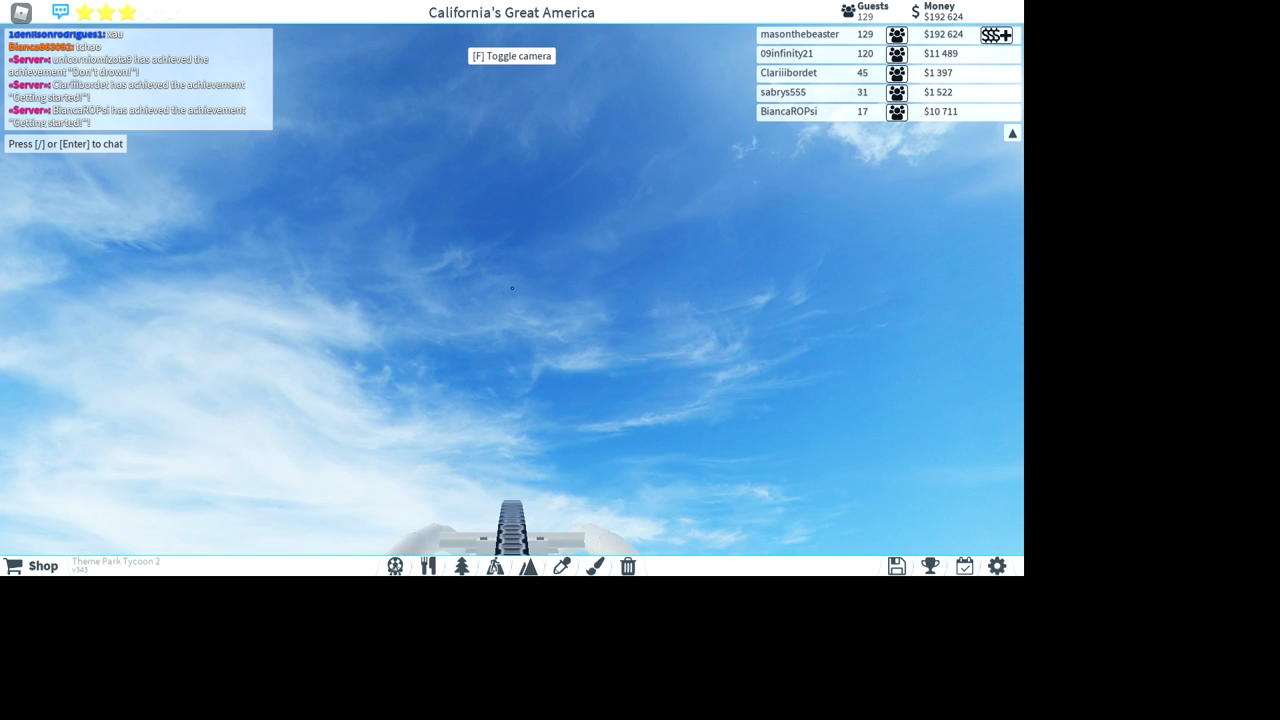 California's Great America
Guests
129
Money
$192 624
1denilsonrodrigues1: xau
Bianca563082: tchao
«Server»: unicorniomizota8 has achieved the
achievement "Don't drown!"!
«Server»: Clariiibordet has achieved the achievement
"Getting started!"!
«Server»: BiancaROPsi has achieved the achievement
"Getting started!"!
Press [/] or [Enter] to chat
[F] Toggle camera
masonthebeaster 129 $192 624 $$$+
09infinity21 120 $11 489
Clariiibordet 45 $1 397
sabrys555 31 $1 522
BiancaROPsi 17 $10 711
Shop
Theme Park Tycoon 2
v343